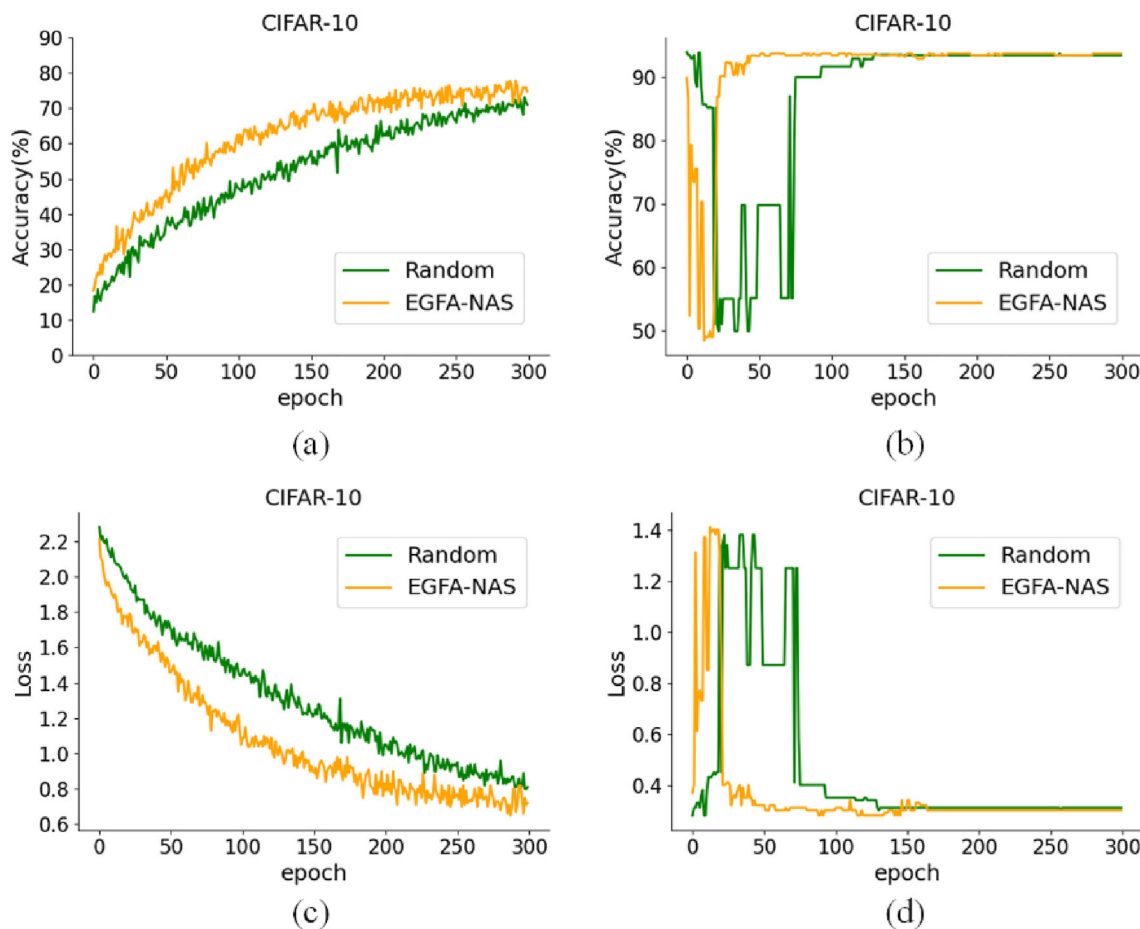 CIFAR-10
90
80
70
60
50
40
30
20
10
0
Accuracy(%)
Random
EGFA-NAS
0 50 100 150 200 250 300
epoch
(a)
CIFAR-10
90
80
70
60
50
Accuracy(%)
Random
EGFA-NAS
0 50 100 150 200 250 300
epoch
(b)
CIFAR-10
2.2
2.0
1.8
1.6
1.4
1.2
1.0
0.8
0.6
Loss
Random
EGFA-NAS
0 50 100 150 200 250 300
epoch
(c)
CIFAR-10
1.4
1.2
1.0
0.8
0.6
0.4
Loss
Random
EGFA-NAS
0 50 100 150 200 250 300
epoch
(d)